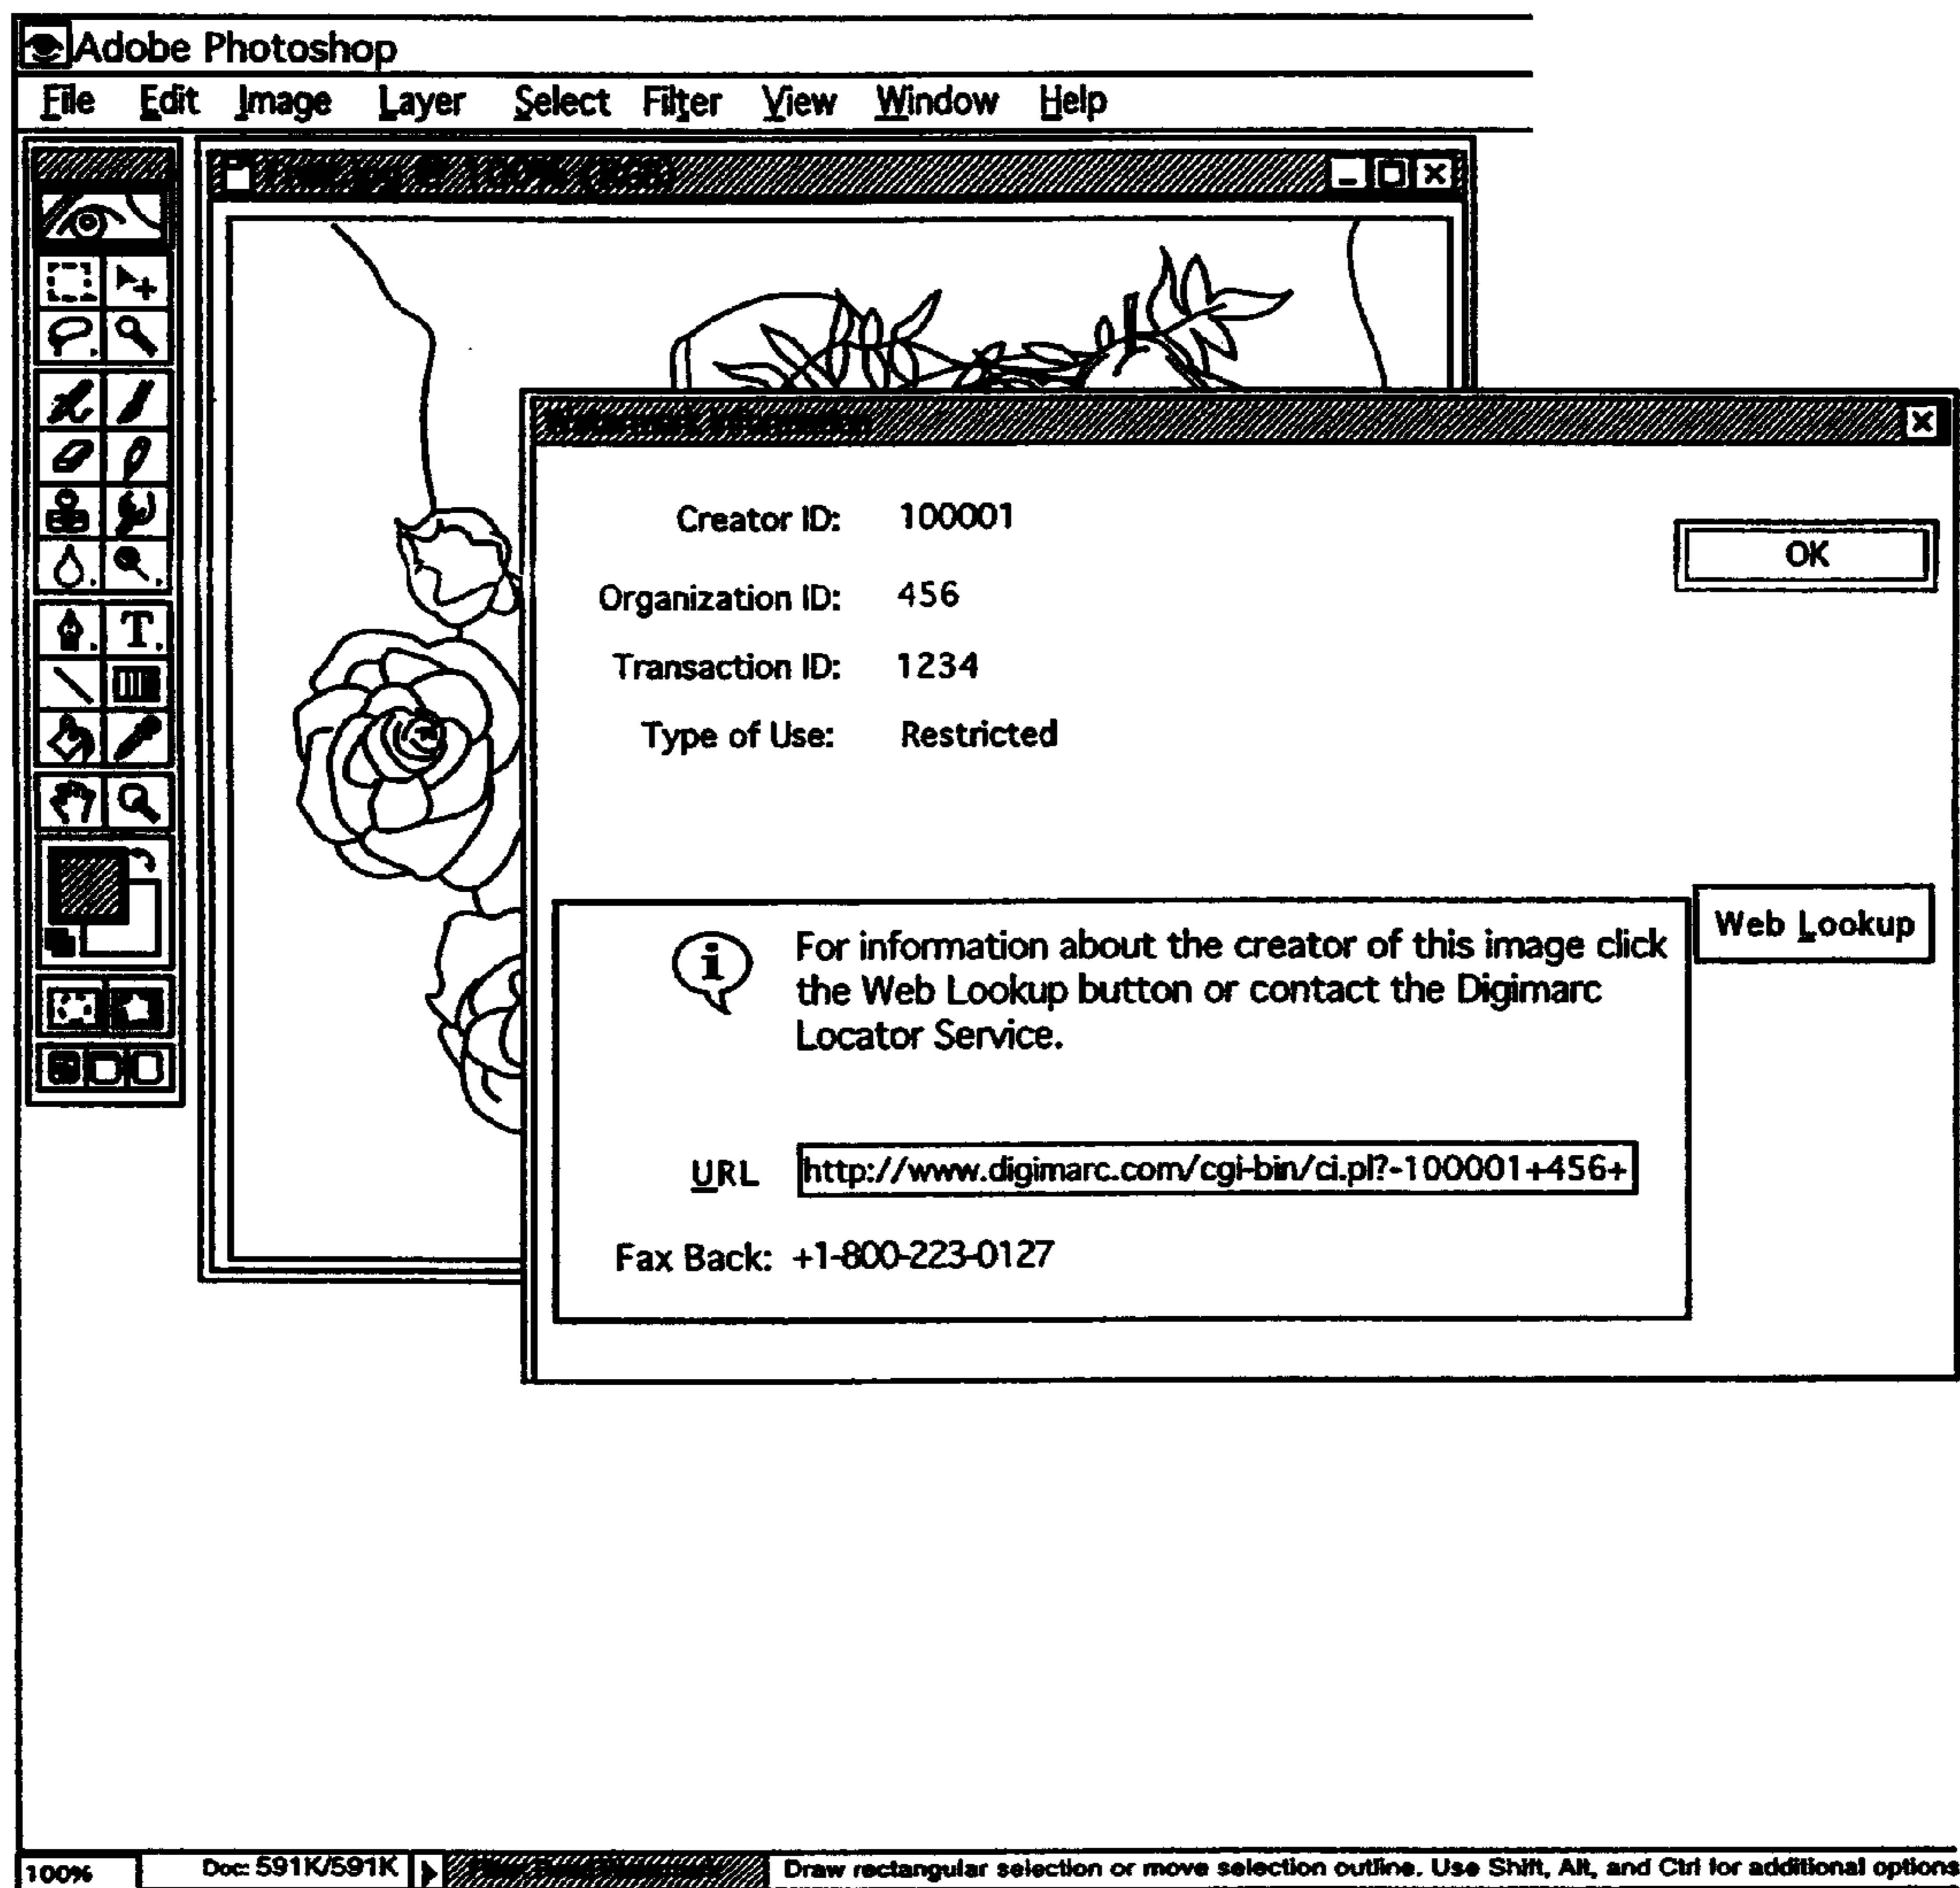 Adobe Photoshop
File Edit Image Layer Select Filter View Window Help
@ 100% (RGB)
Watermark Information
Creator ID: 100001
OK
Organization ID: 456
Transaction ID: 1234
Type of Use: Restricted
Web Lookup
i
For information about the creator of this image click
the Web Lookup button or contact the Digimarc
Locator Service.
URL http://www.digimarc.com/cgi-bin/ci.pl?-100001+456+
Fax Back: +1-800-223-0127
T
100% Doc: 591K/591K Draw rectangular selection or move selection outline. Use Shift, Alt, and Ctrl for additional options